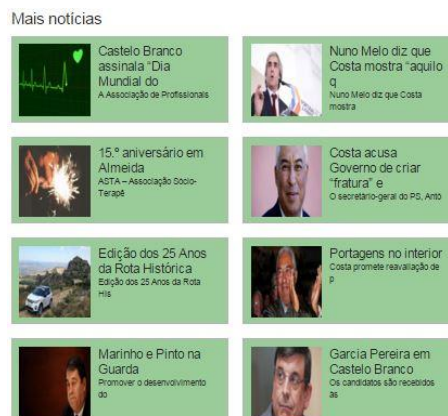 Mais notícias
Castelo Branco
assinala "Dia
Mundial do
A Associação de Profissionais
Nuno Melo diz que
Costa mostra "aquilo
q
Nuno Melo diz que Costa
mostra
15.º aniversário em
Almeida
ASTA – Associação Sócio-
Terapê
Costa acusa
Governo de criar
"fratura" e
O secretário-geral do PS, Antó
Edição dos 25 Anos
da Rota Histórica
Edição dos 25 Anos da Rota
His
Portagens no interior
Costa promete reavaliação de
p
Marinho e Pinto na
Guarda
Promover o desenvolvimento
do
Garcia Pereira em
Castelo Branco
Os candidatos são recebidos
às